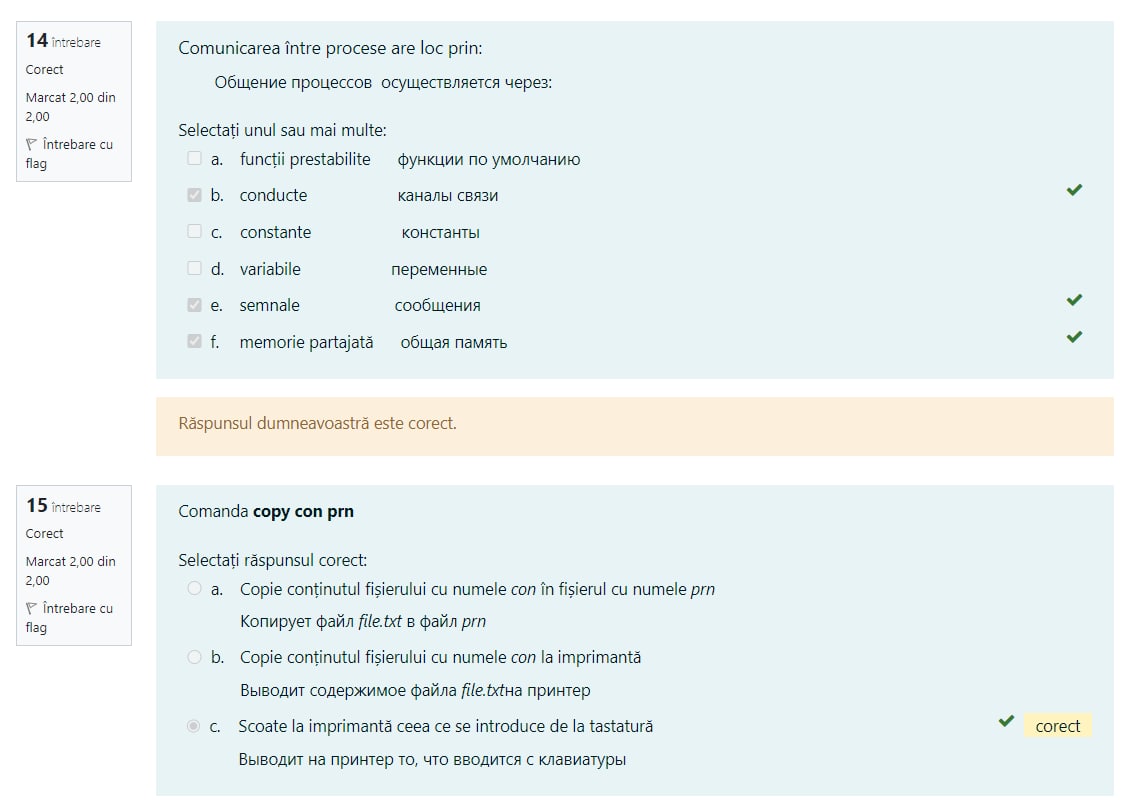 14 întrebare
Corect
Marcat 2,00 din
2,00
Întrebare cu
flag
Comunicarea între procese are loc prin:
Общение процессов осуществляется через:
Selectați unul sau mai multe:
a. funcții prestabilite функции по умолчанию
b. conducte каналы связи
c. constante константы
d. variabile переменные
e. semnale сообщения
f. memorie partajată общая память
Răspunsul dumneavoastră este corect.
15 întrebare
Corect
Marcat 2,00 din
2,00
Întrebare cu
flag
Comanda copy con prn
Selectați răspunsul corect:
a. Copie conținutul fișierului cu numele con în fișierul cu numele prn
Копирует файл file.txt в файл prn
b. Copie conținutul fișierului cu numele con la imprimantă
Выводит содержимое файла file.txtна принтер
c. Scoate la imprimantă ceea ce se introduce de la tastatură corect
Выводит на принтер то, что вводится с клавиатуры